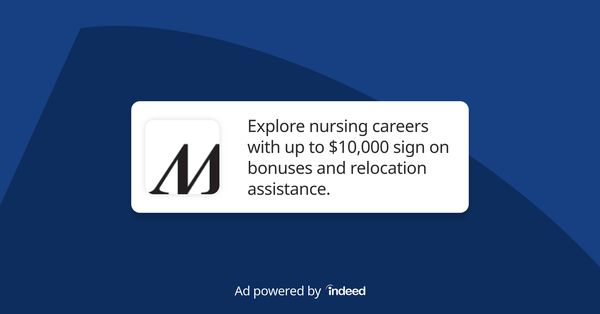 M
Explore nursing careers
with up to $10,000 sign on
bonuses and relocation
assistance.
Ad powered by indeed